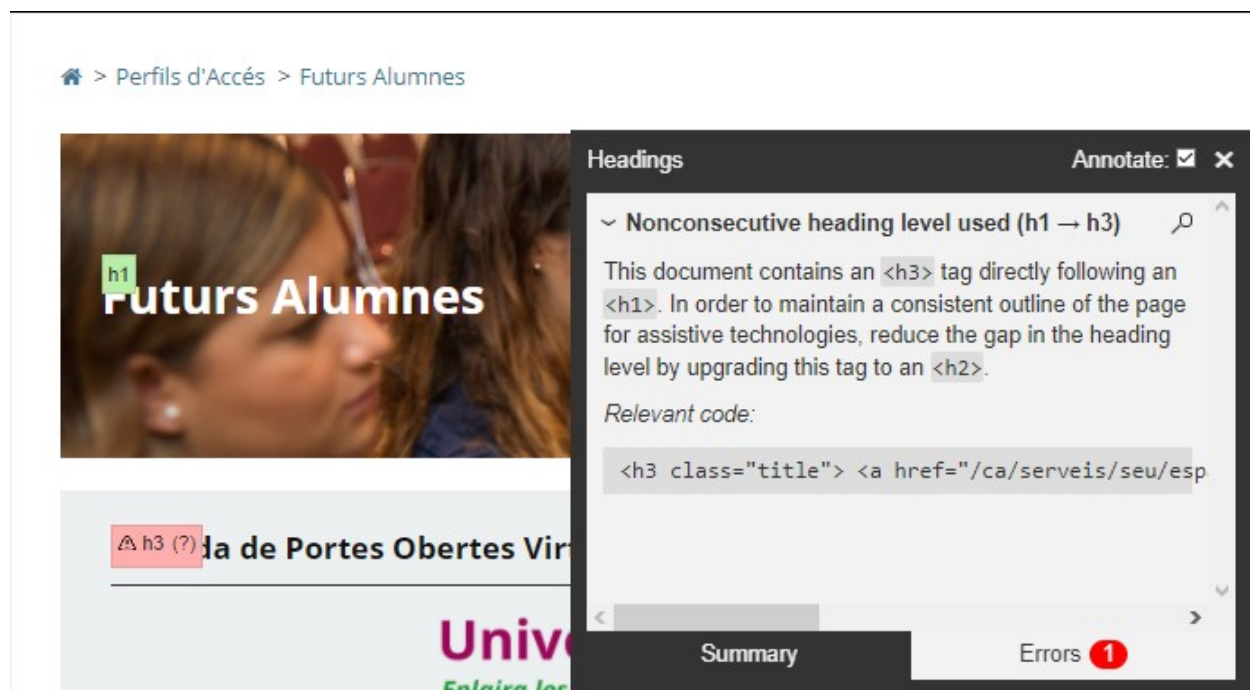 > Perfils d'Accés > Futurs Alumnes
h1
Futurs Alumnes
h3 (?)
da de Portes Obertes
Headings
Annotate:
Nonconsecutive heading level used (h1 → h3)
This document contains an <h3> tag directly following an
<h1>. In order to maintain a consistent outline of the page
for assistive technologies, reduce the gap in the heading
level by upgrading this tag to an <h2>.
Relevant code:
<h3 class="title"> <a href="/ca/serveis/seu/esp
Summary
Errors 1